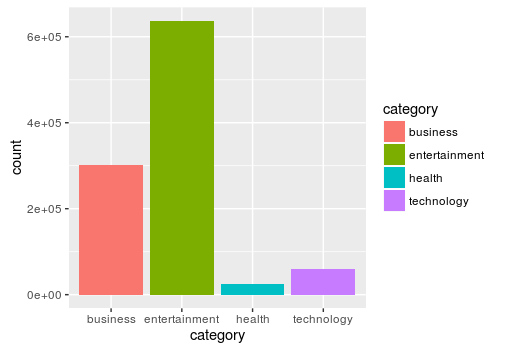 6e+05
4e+05
2e+05
0e+00
count
business entertainment health technology
category
category
business
entertainment
health
technology